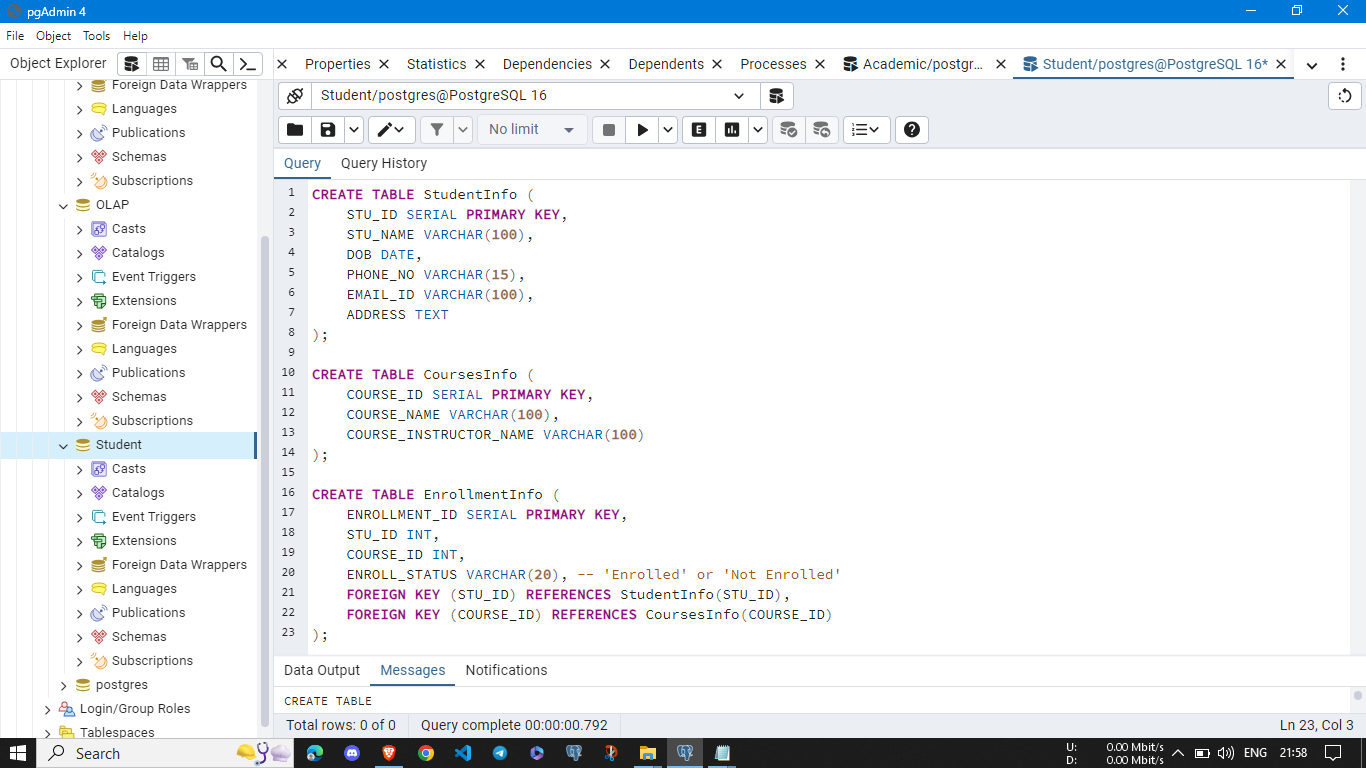 pgAdmin 4
File Object Tools Help
Object Explorer
Properties Statistics Dependencies Dependents Processes Academic/postgr... Student/postgres@PostgreSQL 16*
Foreign Data Wrappers
Languages
Publications
Schemas
Subscriptions
OLAP
Casts
Catalogs
Event Triggers
Extensions
Foreign Data Wrappers
Languages
Publications
Schemas
Subscriptions
Student
Casts
Catalogs
Event Triggers
Extensions
Foreign Data Wrappers
Languages
Publications
Schemas
Subscriptions
postgres
Login/Group Roles
Tablespaces
Student/postgres@PostgreSQL 16
No limit E
Query Query History
1 CREATE TABLE StudentInfo (
2 STU_ID SERIAL PRIMARY KEY,
3 STU_NAME VARCHAR(100),
4 DOB DATE,
5 PHONE_NO VARCHAR(15),
6 EMAIL_ID VARCHAR(100),
7 ADDRESS TEXT
8 );
9
10 CREATE TABLE CoursesInfo (
11 COURSE_ID SERIAL PRIMARY KEY,
12 COURSE_NAME VARCHAR(100),
13 COURSE_INSTRUCTOR_NAME VARCHAR(100)
14 );
15
16 CREATE TABLE EnrollmentInfo (
17 ENROLLMENT_ID SERIAL PRIMARY KEY,
18 STU_ID INT,
19 COURSE_ID INT,
20 ENROLL_STATUS VARCHAR(20), -- 'Enrolled' or 'Not Enrolled'
21 FOREIGN KEY (STU_ID) REFERENCES StudentInfo(STU_ID),
22 FOREIGN KEY (COURSE_ID) REFERENCES CoursesInfo(COURSE_ID)
23 );
Data Output Messages Notifications
CREATE TABLE
Total rows: 0 of 0 Query complete 00:00:00.792 Ln 23, Col 3
Search
U: 0.00 Mbit/s
D: 0.00 Mbit/s
ENG 21:58